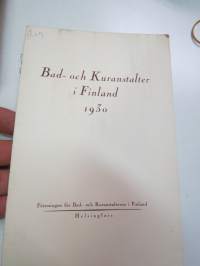 Bad- och Kuranstalter
i Finland
1930
Föreningen för Bad- och Kuranstalterna i Finland
Helsingfors